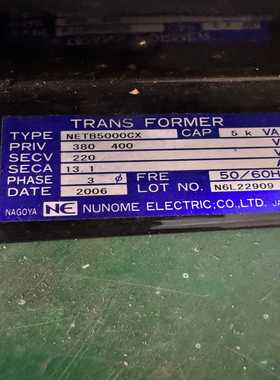 TRANS FORMER
TYPE NETB5000CX CAP 5 k VA
PRIV 380 400 V
SECV 220 V
SECA 13.1
PHASE 3 ⌀ FRE 50/60H
DATE 2006 LOT NO. N6L22909
NAGOYA NE NUNOME ELECTRIC;CO.,LTD. JA